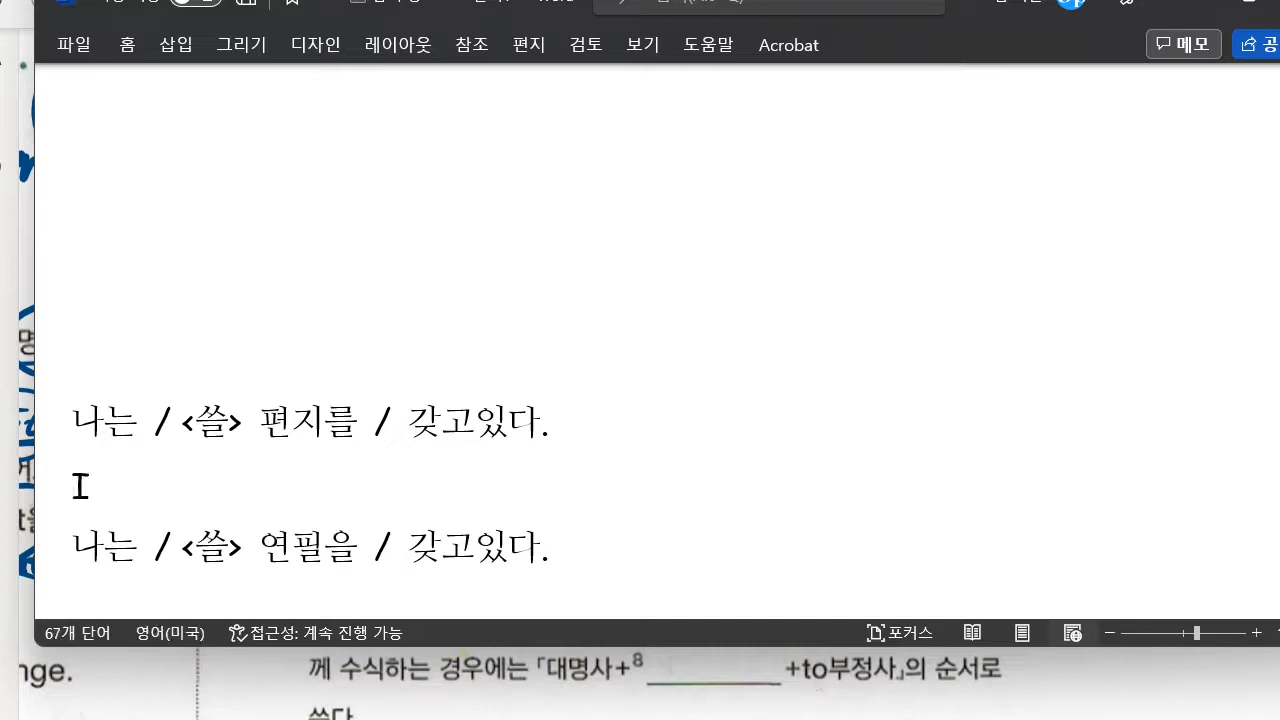 파일 홈 삽입 그리기 디자인 레이아웃 참조 편지 검토 보기 도움말 Acrobat 메모
나는 / <쓸> 편지를 / 갖고있다.
I
나는 / <쓸> 연필을 / 갖고있다.
67개 단어 영어(미국) 접근성: 계속 진행 가능 포커스
nge. 께 수식하는 경우에는 「대명사+⁸ ________ +to부정사」의 순서로
쓴다